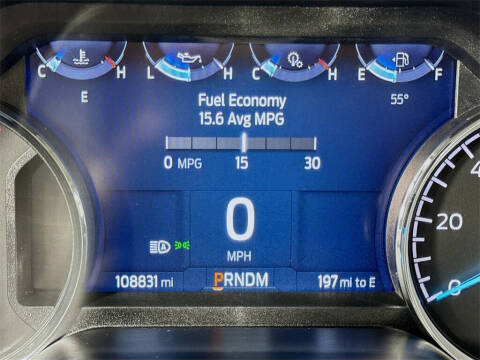 C H L H C H E F
E 55°
Fuel Economy
15.6 Avg MPG
0 MPG 15 30
0
MPH
A
108831 mi PRNDM 197 mi to E
20
0